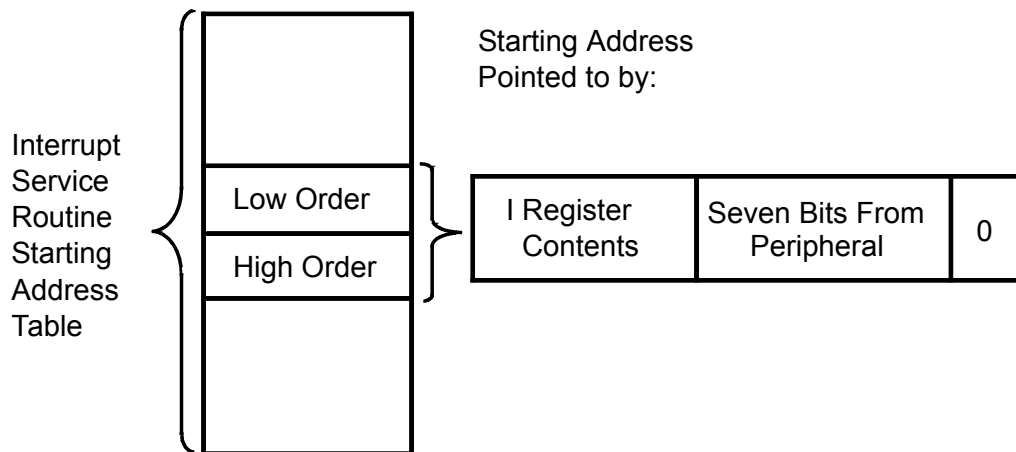 Interrupt
Service
Routine
Starting
Address
Table
Low Order
High Order
Starting Address
Pointed to by:
I Register
Contents
Seven Bits From
Peripheral
0